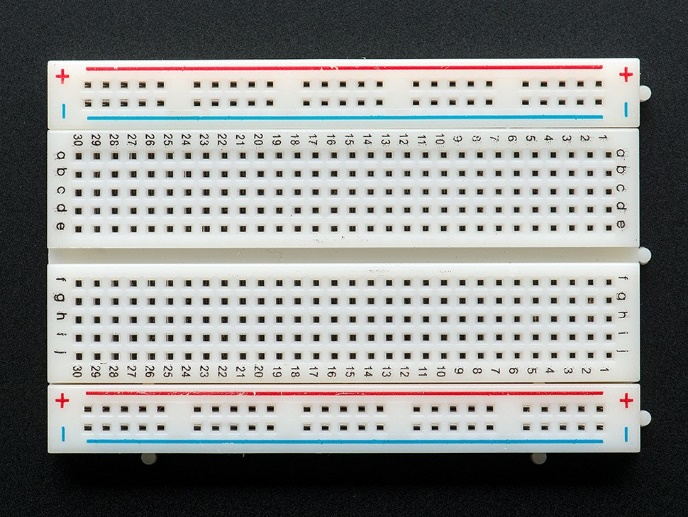 + +
- -
30 29 28 27 26 25 24 23 22 21 20 19 18 17 16 15 14 13 12 11 10 9 8 7 6 5 4 3 2 1
a a
b b
c c
d d
e e
f f
g g
h h
i i
j j
30 29 28 27 26 25 24 23 22 21 20 19 18 17 16 15 14 13 12 11 10 9 8 7 6 5 4 3 2 1
+ +
- -